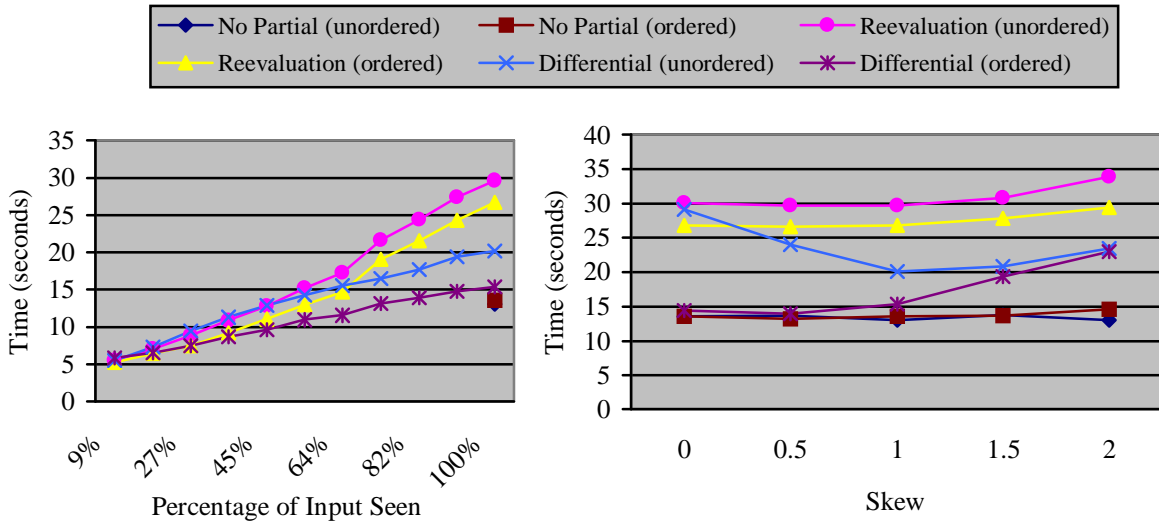 No Partial (unordered) No Partial (ordered) Reevaluation (unordered)
Reevaluation (ordered) Differential (unordered) Differential (ordered)
35
30
25
20
15
10
5
0
Time (seconds)
9% 27% 45% 64% 82% 100%
Percentage of Input Seen
40
35
30
25
20
15
10
5
0
Time (seconds)
0 0.5 1 1.5 2
Skew